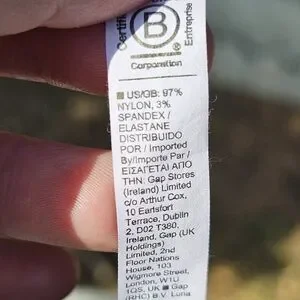 Certified
B
Corporation
Entreprise
US/GB: 97%
NYLON, 3%
SPANDEX /
ELASTANE
DISTRIBUIDO
POR / Imported
By/Importe Par /
ΕΙΣΑΓΕΤΑΙ ΑΠΟ
ΤΗΝ: Gap Stores
(Ireland) Limited
c/o Arthur Cox,
10 Earlsfort
Terrace, Dublin
2, D02 T380,
Ireland, Gap (UK
Holdings)
Limited, 2nd
Floor Nations
House, 103
Wigmore Street,
London, W1U
1QS, UK Gap
(RHC) B.V. Luna